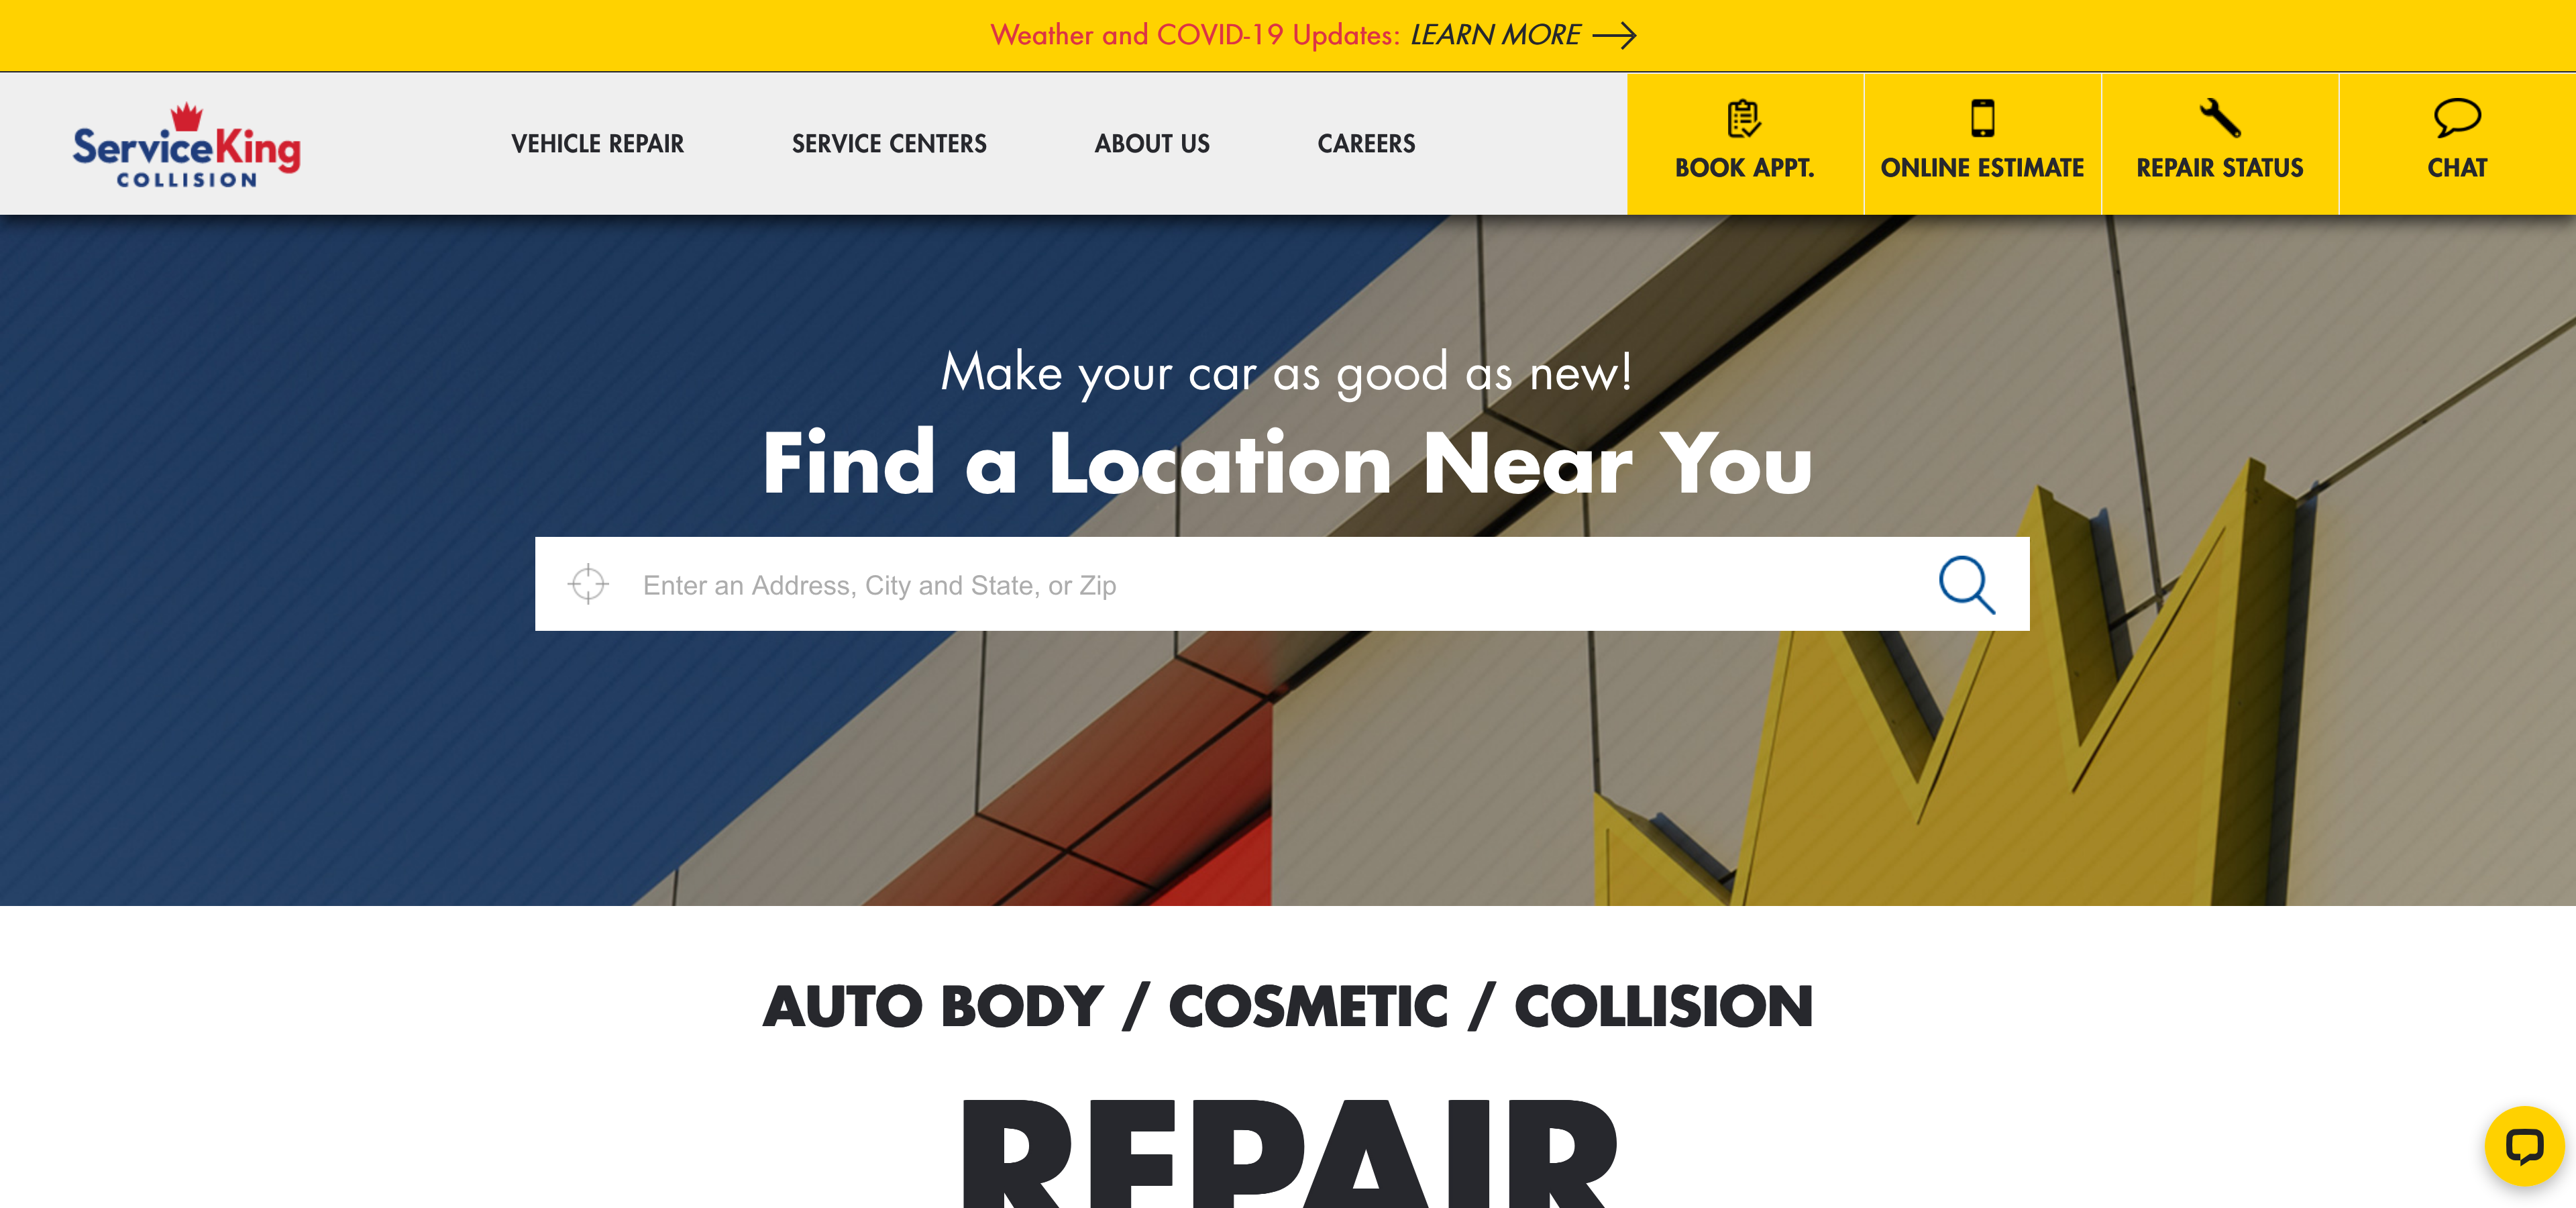 Weather and COVID-19 Updates: LEARN MORE
ServiceKing
COLLISION
VEHICLE REPAIR
SERVICE CENTERS
ABOUT US
CAREERS
BOOK APPT.
ONLINE ESTIMATE
REPAIR STATUS
CHAT
Make your car as good as new!
Find a Location Near You
Enter an Address, City and State, or Zip
AUTO BODY / COSMETIC / COLLISION
REPAIR